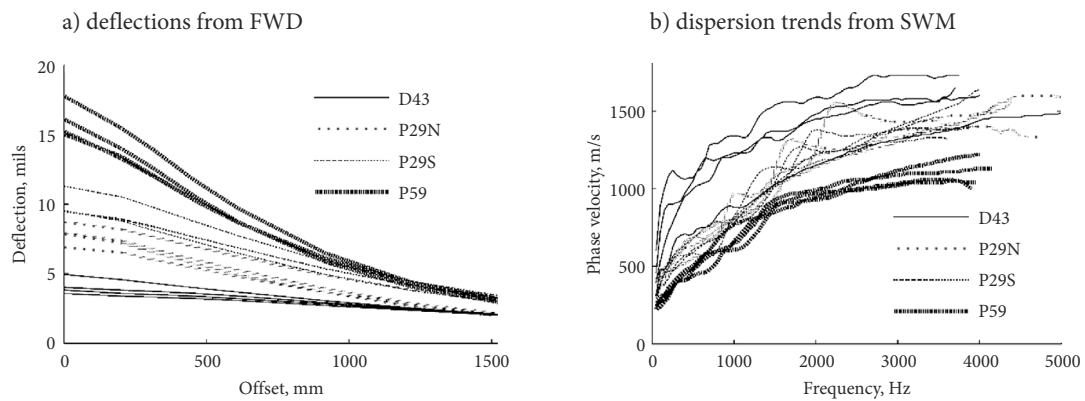 a) deflections from FWD
20
15
10
5
0
Deflection, mils
D43
P29N
P29S
P59
0
500
1000
1500
Offset, mm
b) dispersion trends from SWM
1500
1000
500
0
Phase velocity, m/s
D43
P29N
P29S
P59
0
1000
2000
3000
4000
5000
Frequency, Hz